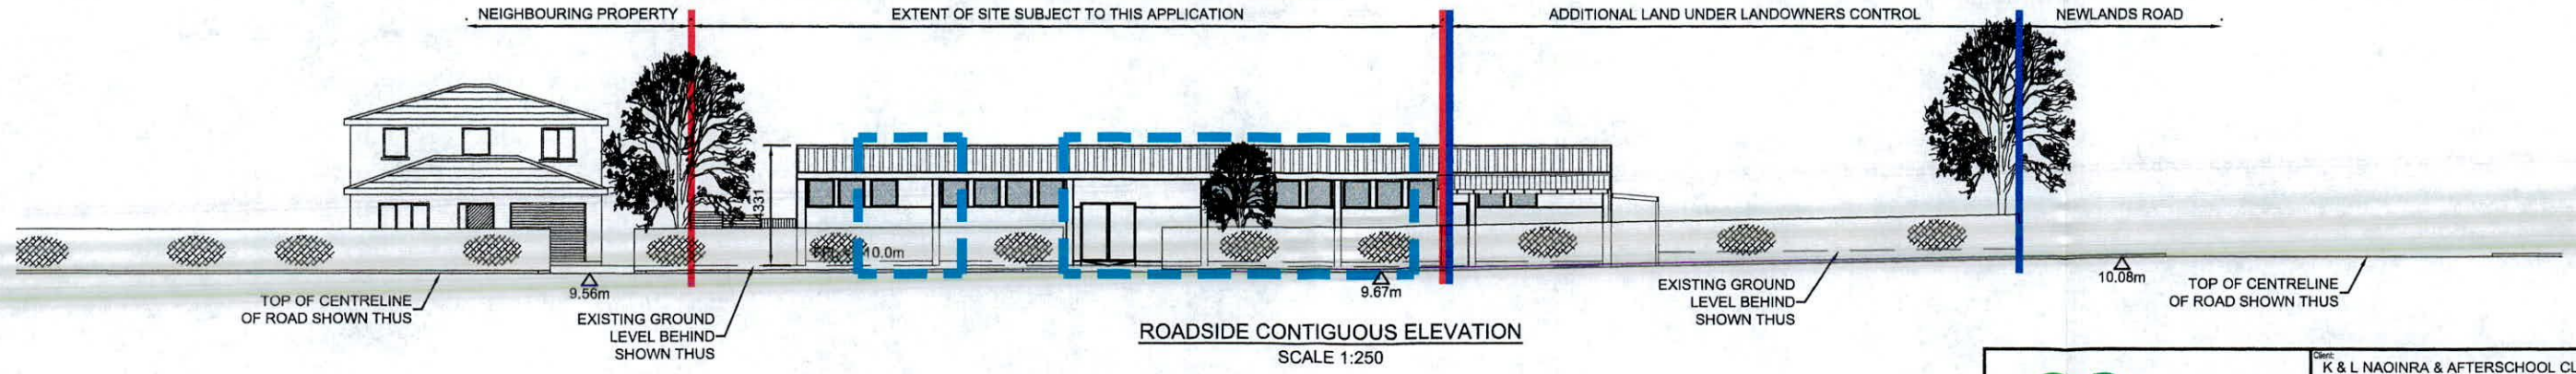 NEIGHBOURING PROPERTY
EXTENT OF SITE SUBJECT TO THIS APPLICATION
ADDITIONAL LAND UNDER LANDOWNERS CONTROL
NEWLANDS ROAD
4331
10.0m
9.56m
9.67m
10.08m
TOP OF CENTRELINE
OF ROAD SHOWN THUS
EXISTING GROUND
LEVEL BEHIND
SHOWN THUS
EXISTING GROUND
LEVEL BEHIND
SHOWN THUS
TOP OF CENTRELINE
OF ROAD SHOWN THUS
ROADSIDE CONTIGUOUS ELEVATION
SCALE 1:250
Client:
K & L NAOINRA & AFTERSCHOOL